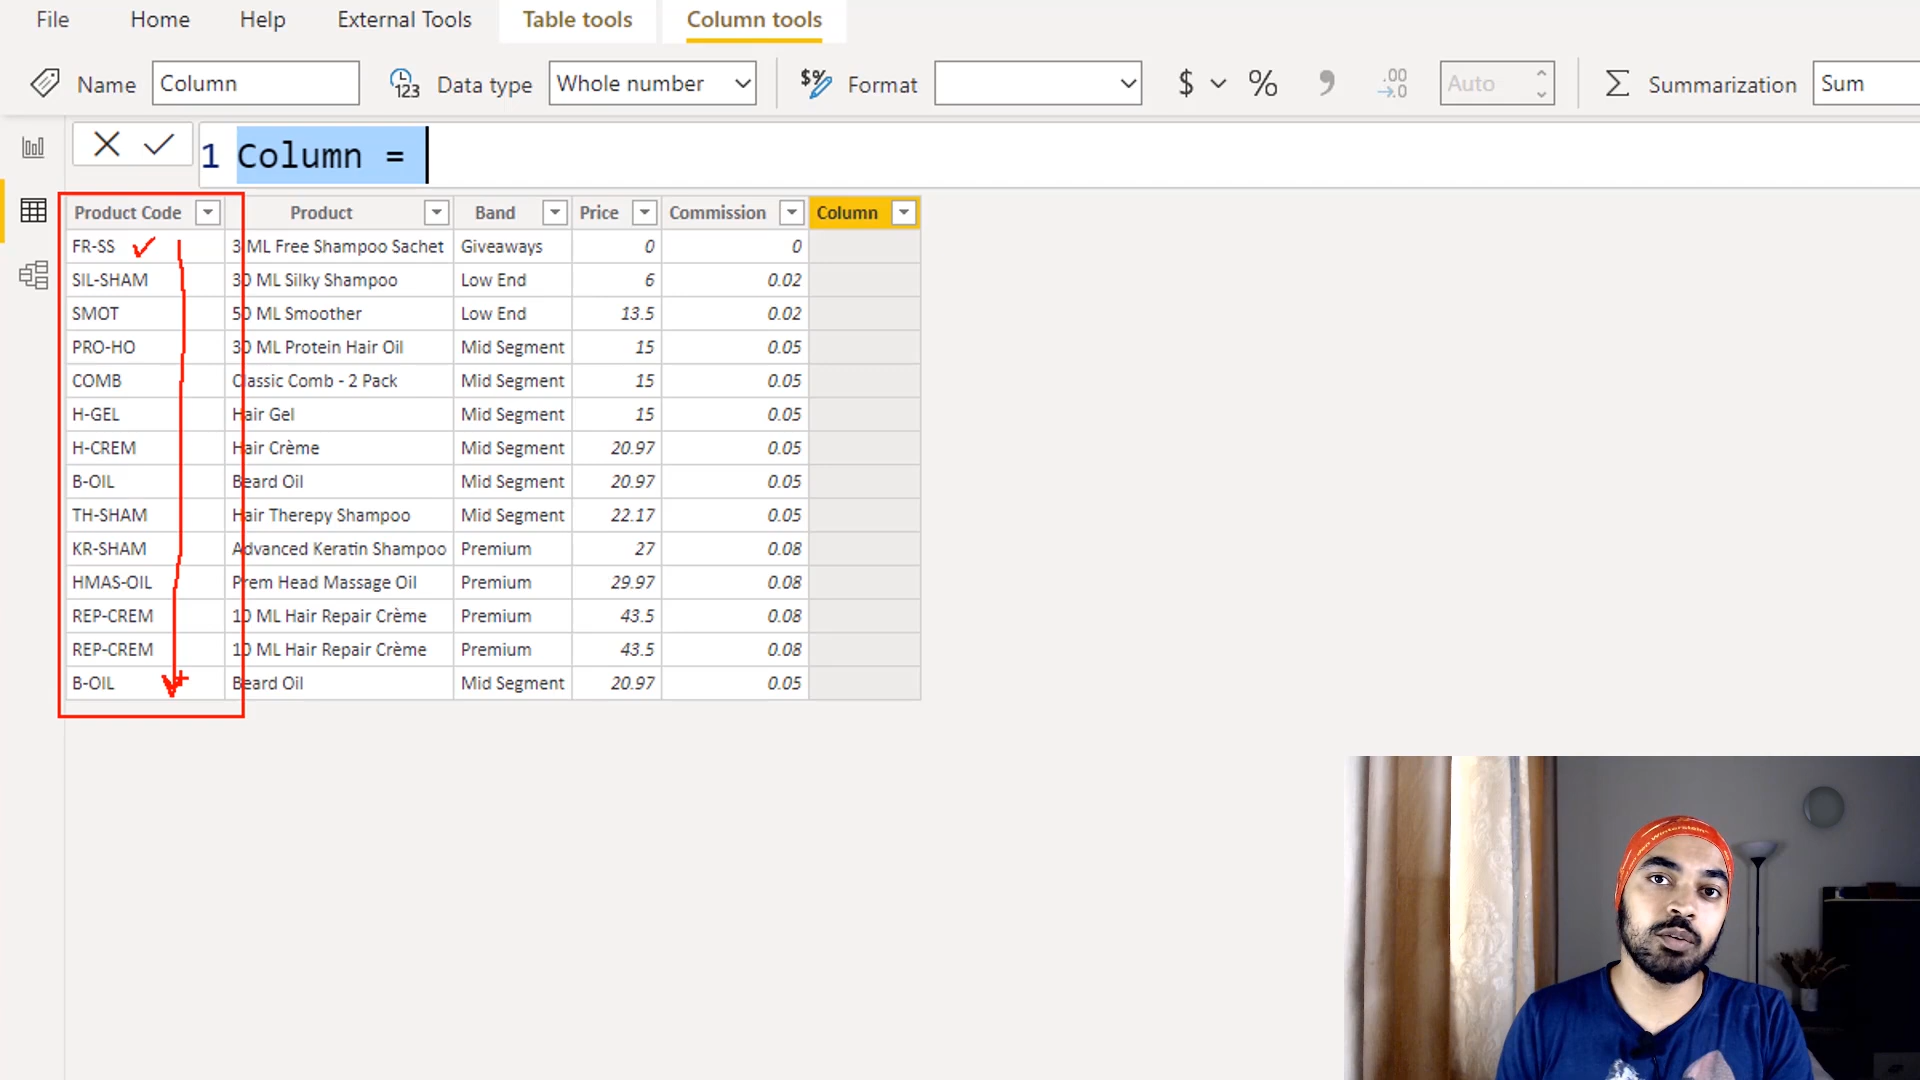 File Home Help External Tools Table tools Column tools
Name Column Data type Whole number Format $ % Auto Summarization Sum
1 Column =
Product Code Product Band Price Commission Column
FR-SS 3 ML Free Shampoo Sachet Giveaways 0 0
SIL-SHAM 30 ML Silky Shampoo Low End 6 0.02
SMOT 50 ML Smoother Low End 13.5 0.02
PRO-HO 30 ML Protein Hair Oil Mid Segment 15 0.05
COMB Classic Comb - 2 Pack Mid Segment 15 0.05
H-GEL Hair Gel Mid Segment 15 0.05
H-CREM Hair Crème Mid Segment 20.97 0.05
B-OIL Beard Oil Mid Segment 20.97 0.05
TH-SHAM Hair Therepy Shampoo Mid Segment 22.17 0.05
KR-SHAM Advanced Keratin Shampoo Premium 27 0.08
HMAS-OIL Prem Head Massage Oil Premium 29.97 0.08
REP-CREM 10 ML Hair Repair Crème Premium 43.5 0.08
REP-CREM 10 ML Hair Repair Crème Premium 43.5 0.08
B-OIL Beard Oil Mid Segment 20.97 0.05